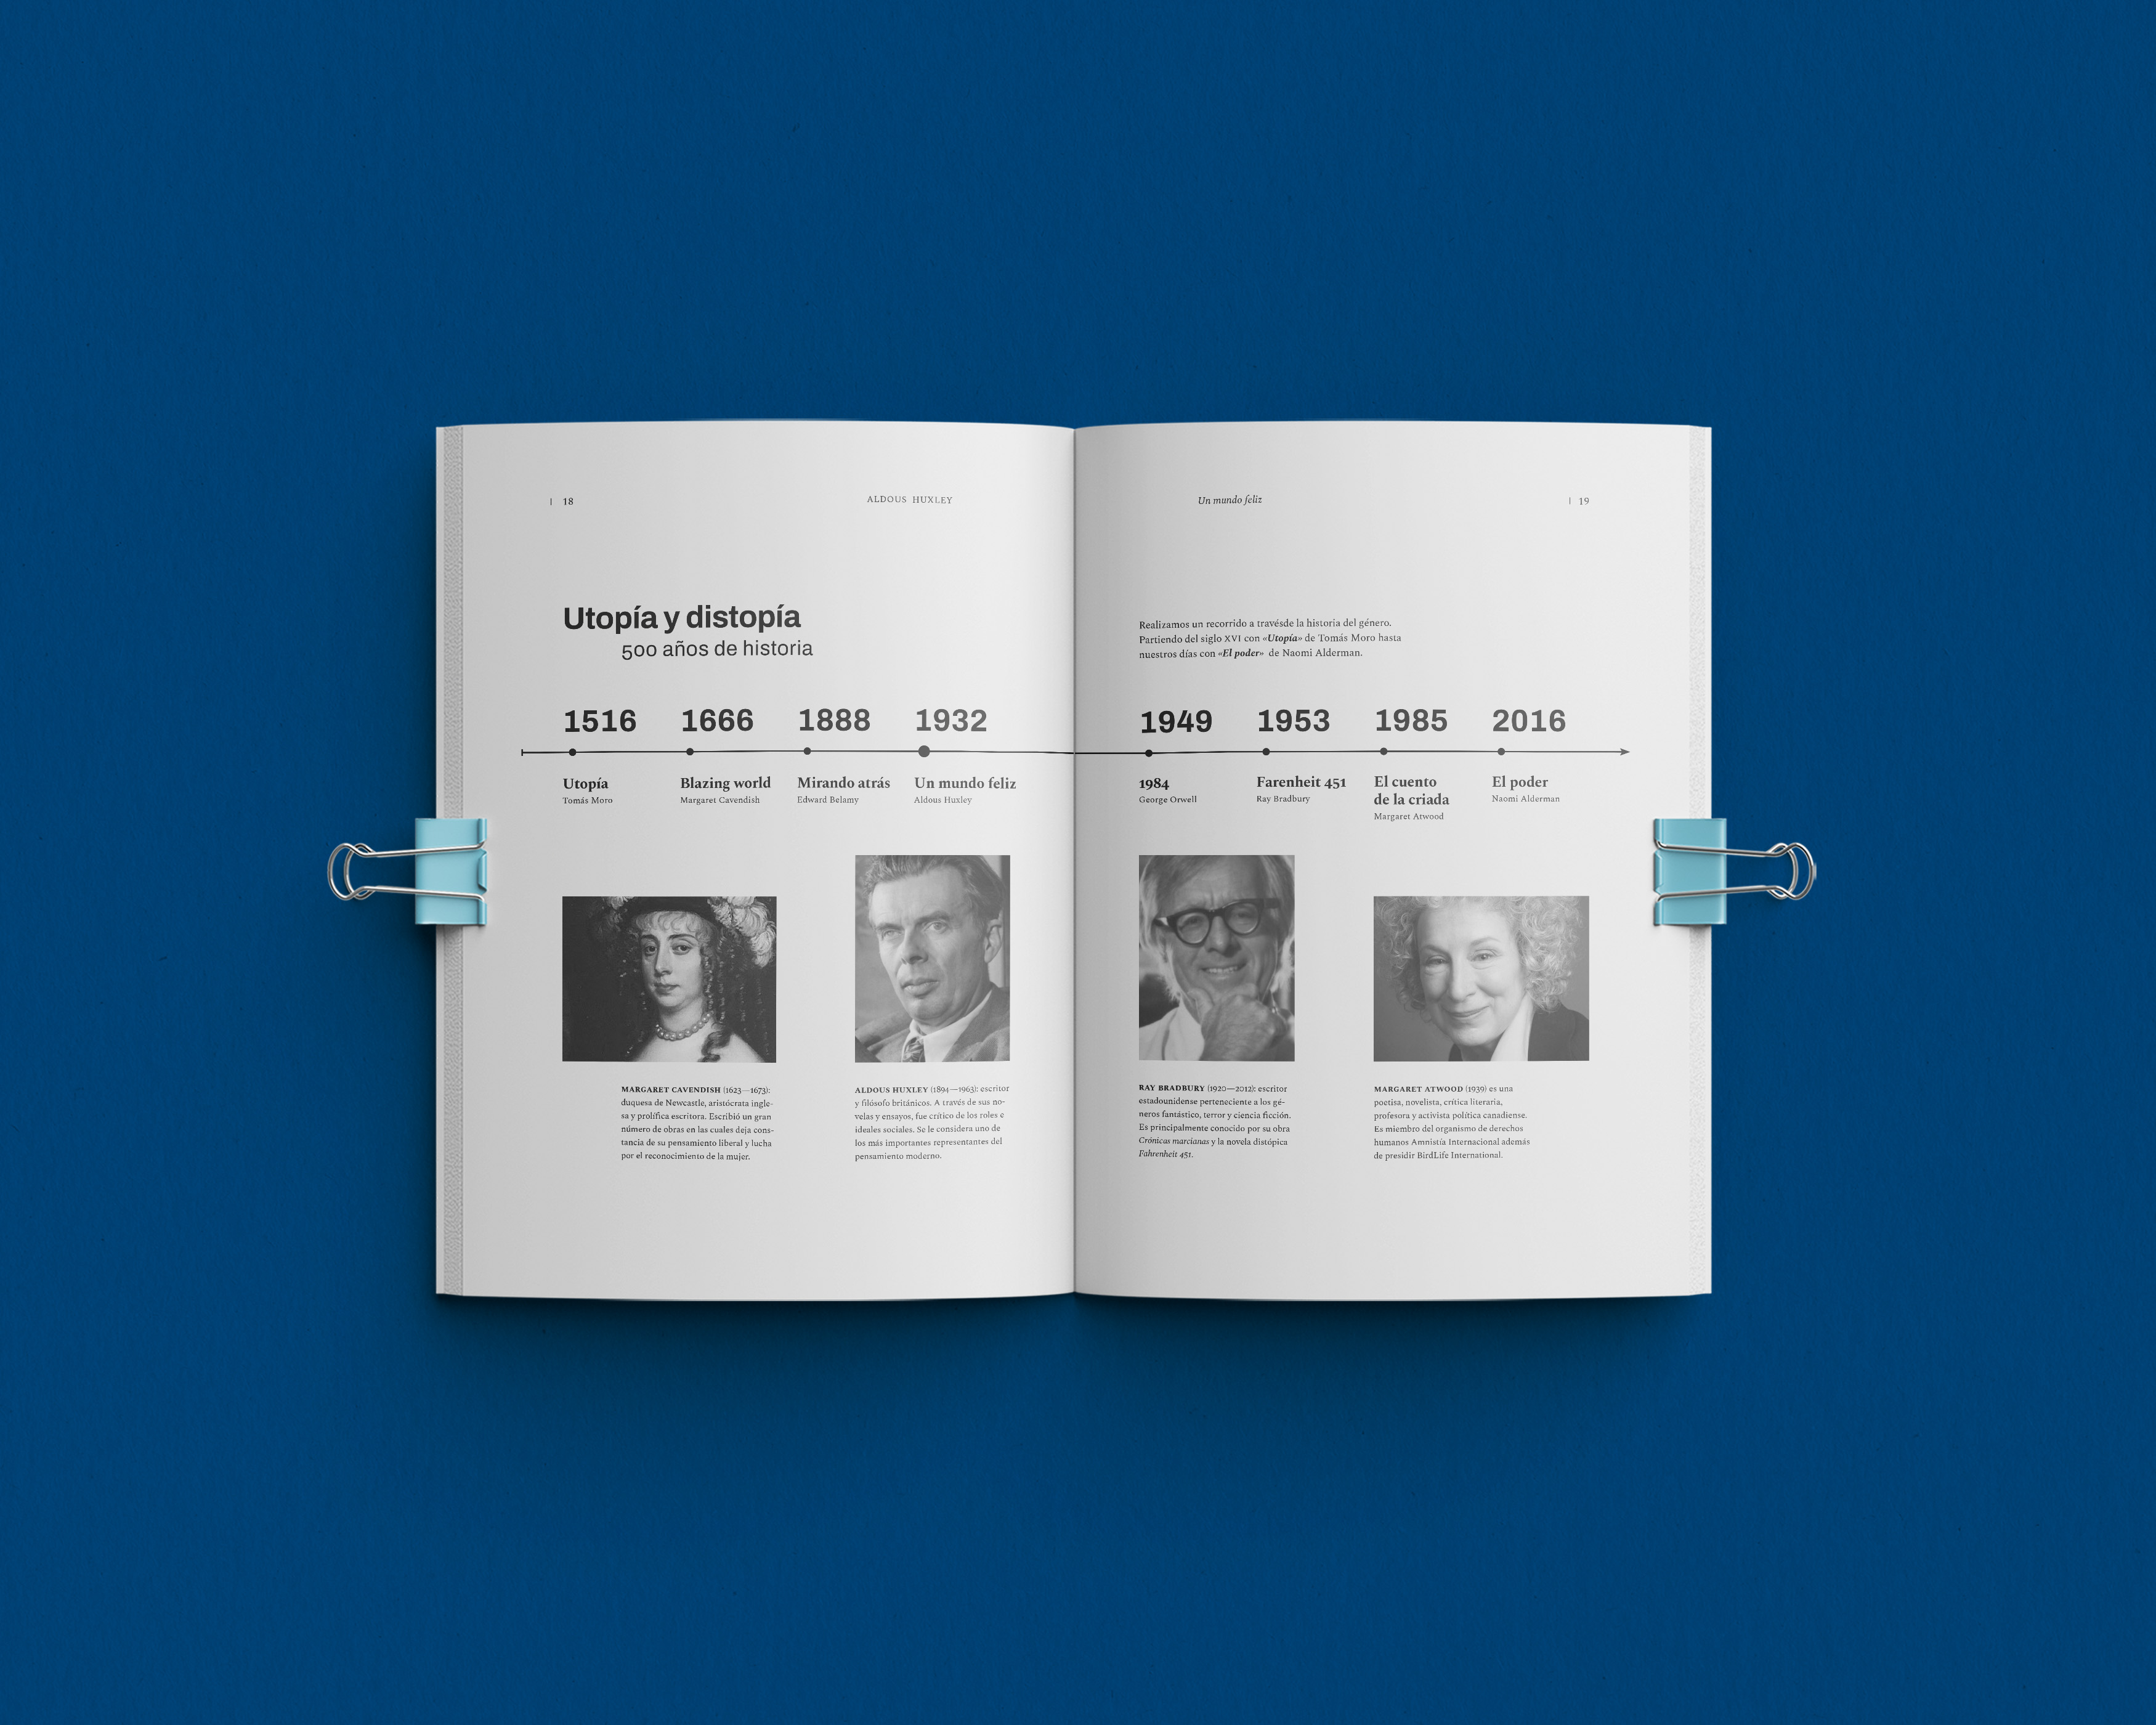 | 18
ALDOUS HUXLEY
Utopía y distopía
500 años de historia
1516
1666
1888
1932
Utopía
Tomás Moro
Blazing world
Margaret Cavendish
Mirando atrás
Edward Belamy
Un mundo feliz
Aldous Huxley
MARGARET CAVENDISH (1623—1673):
duquesa de Newcastle, aristócrata ingle-
sa y prolífica escritora. Escribió un gran
número de obras en las cuales deja cons-
tancia de su pensamiento liberal y lucha
por el reconocimiento de la mujer.
ALDOUS HUXLEY (1894—1963): escritor
y filósofo británicos. A través de sus no-
velas y ensayos, fue crítico de los roles e
ideales sociales. Se le considera uno de
los más importantes representantes del
pensamiento moderno.
Un mundo feliz
| 19
Realizamos un recorrido a travésde la historia del género.
Partiendo del siglo XVI con «Utopía» de Tomás Moro hasta
nuestros días con «El poder» de Naomi Alderman.
1949
1953
1985
2016
1984
George Orwell
Farenheit 451
Ray Bradbury
El cuento
de la criada
Margaret Atwood
El poder
Naomi Alderman
RAY BRADBURY (1920—2012): escritor
estadounidense perteneciente a los gé-
neros fantástico, terror y ciencia ficción.
Es principalmente conocido por su obra
Crónicas marcianas y la novela distópica
Fahrenheit 451.
MARGARET ATWOOD (1939) es una
poetisa, novelista, crítica literaria,
profesora y activista política canadiense.
Es miembro del organismo de derechos
humanos Amnistía Internacional además
de presidir BirdLife International.